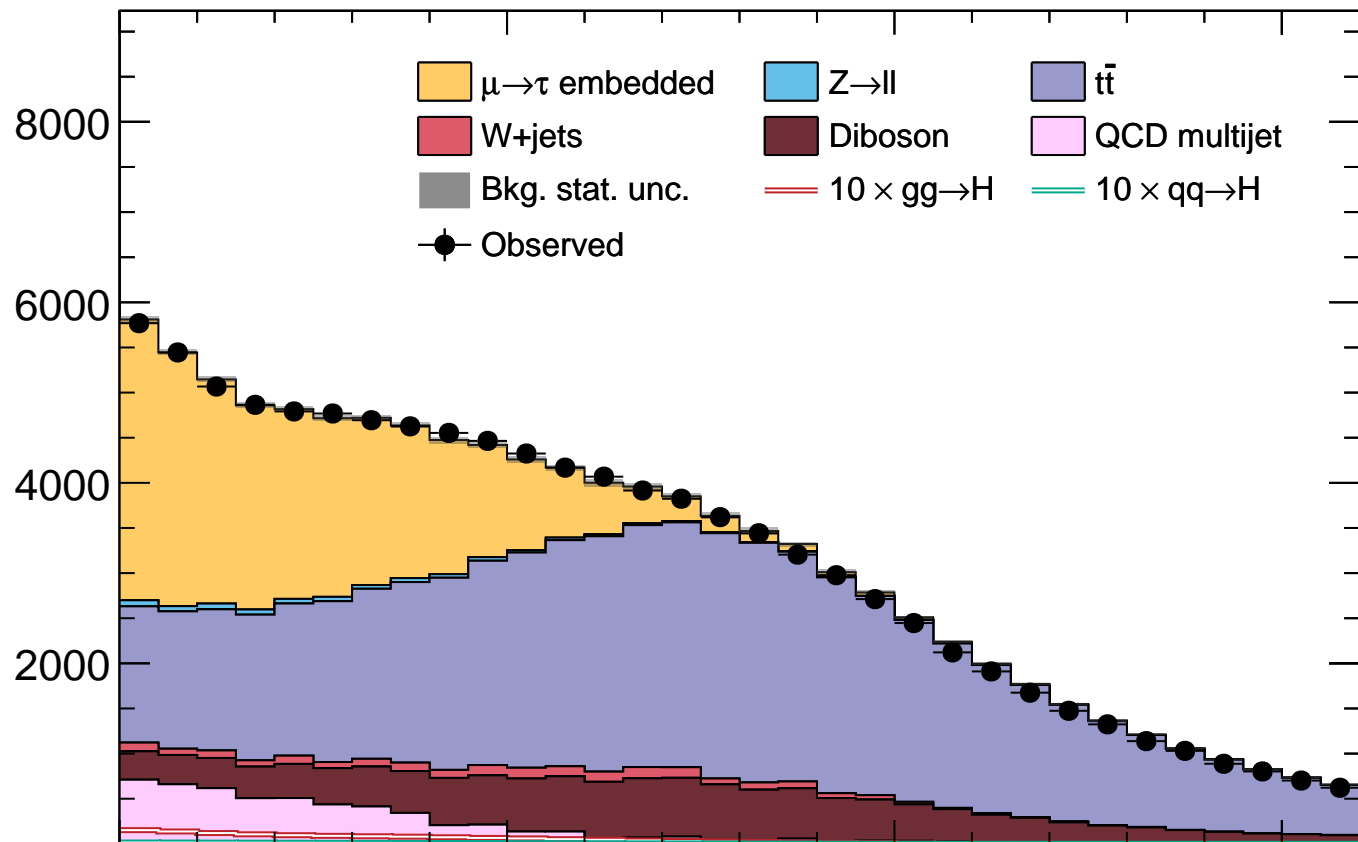 μ→τ embedded Z→ll tt̄
8000 W+jets Diboson QCD multijet
Bkg. stat. unc. 10 × gg→H 10 × qq→H
Observed
6000
4000
2000